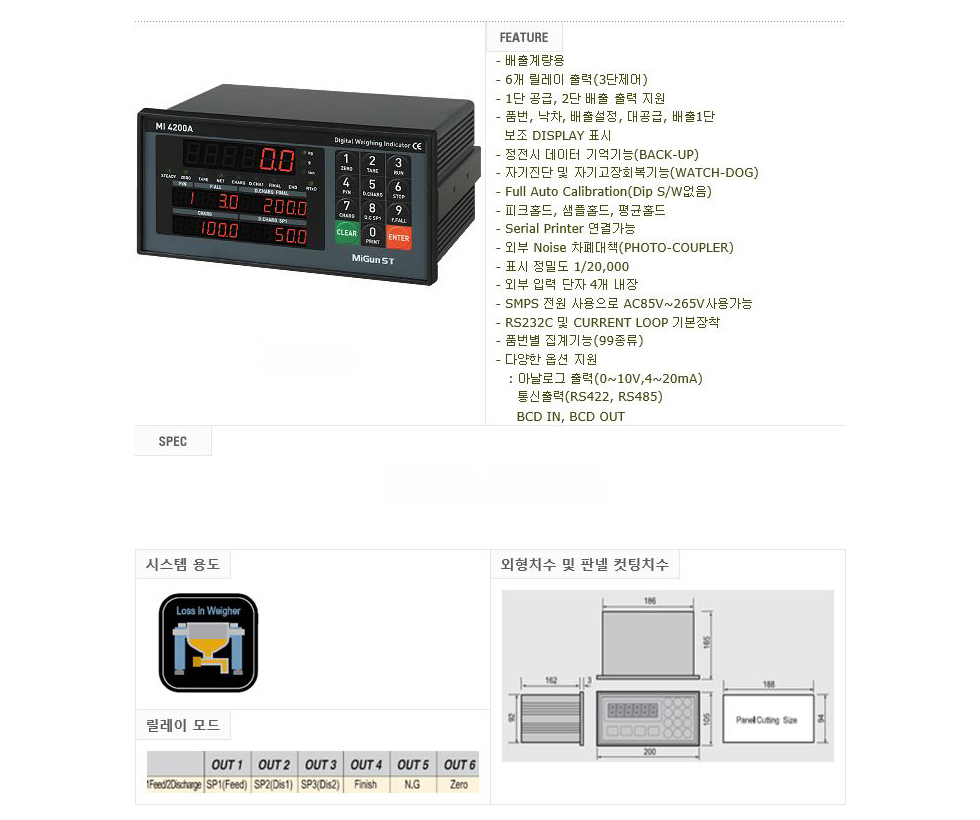 FEATURE
- 배출계량용
- 6개 릴레이 출력(3단제어)
- 1단 공급, 2단 배출 출력 지원
- 품번, 낙차, 배출설정, 대공급, 배출1단
보조 DISPLAY 표시
- 정전시 데이터 기억기능(BACK-UP)
- 자기진단 및 자기고장회복기능(WATCH-DOG)
- Full Auto Calibration(Dip S/W없음)
- 피크홀드, 샘플홀드, 평균홀드
- Serial Printer 연결가능
- 외부 Noise 차폐대책(PHOTO-COUPLER)
- 표시 정밀도 1/20,000
- 외부 입력 단자 4개 내장
- SMPS 전원 사용으로 AC85V~265V사용가능
- RS232C 및 CURRENT LOOP 기본장착
- 품번별 집계기능(99종류)
- 다양한 옵션 지원
: 아날로그 출력(0~10V,4~20mA)
통신출력(RS422, RS485)
BCD IN, BCD OUT
MI 4200A
Digital Weighing Indicator CE
0.0
kg
g
ton
STEADY ZERO TARE NET CHARG D.CHA1 FINAL END RTxD
P/N F.FALL D.CHARG FINAL
1 3.0 200.0
CHARG D.CHARG SP1
100.0 50.0
1 ZERO 2 TARE 3 RUN
4 P/N 5 D.CHARG 6 STOP
7 CHARG 8 D.C SP1 9 F.FALL
CLEAR 0 PRINT ENTER
MiGun ST
SPEC
시스템 용도
Loss in Weigher
릴레이 모드
OUT 1 OUT 2 OUT 3 OUT 4 OUT 5 OUT 6
1Feed/2Discharge SP1(Feed) SP2(Dis1) SP3(Dis2) Finish N.G Zero
외형치수 및 판넬 컷팅치수
186
165
162 3
188
92
105
Panel Cutting Size
94
200